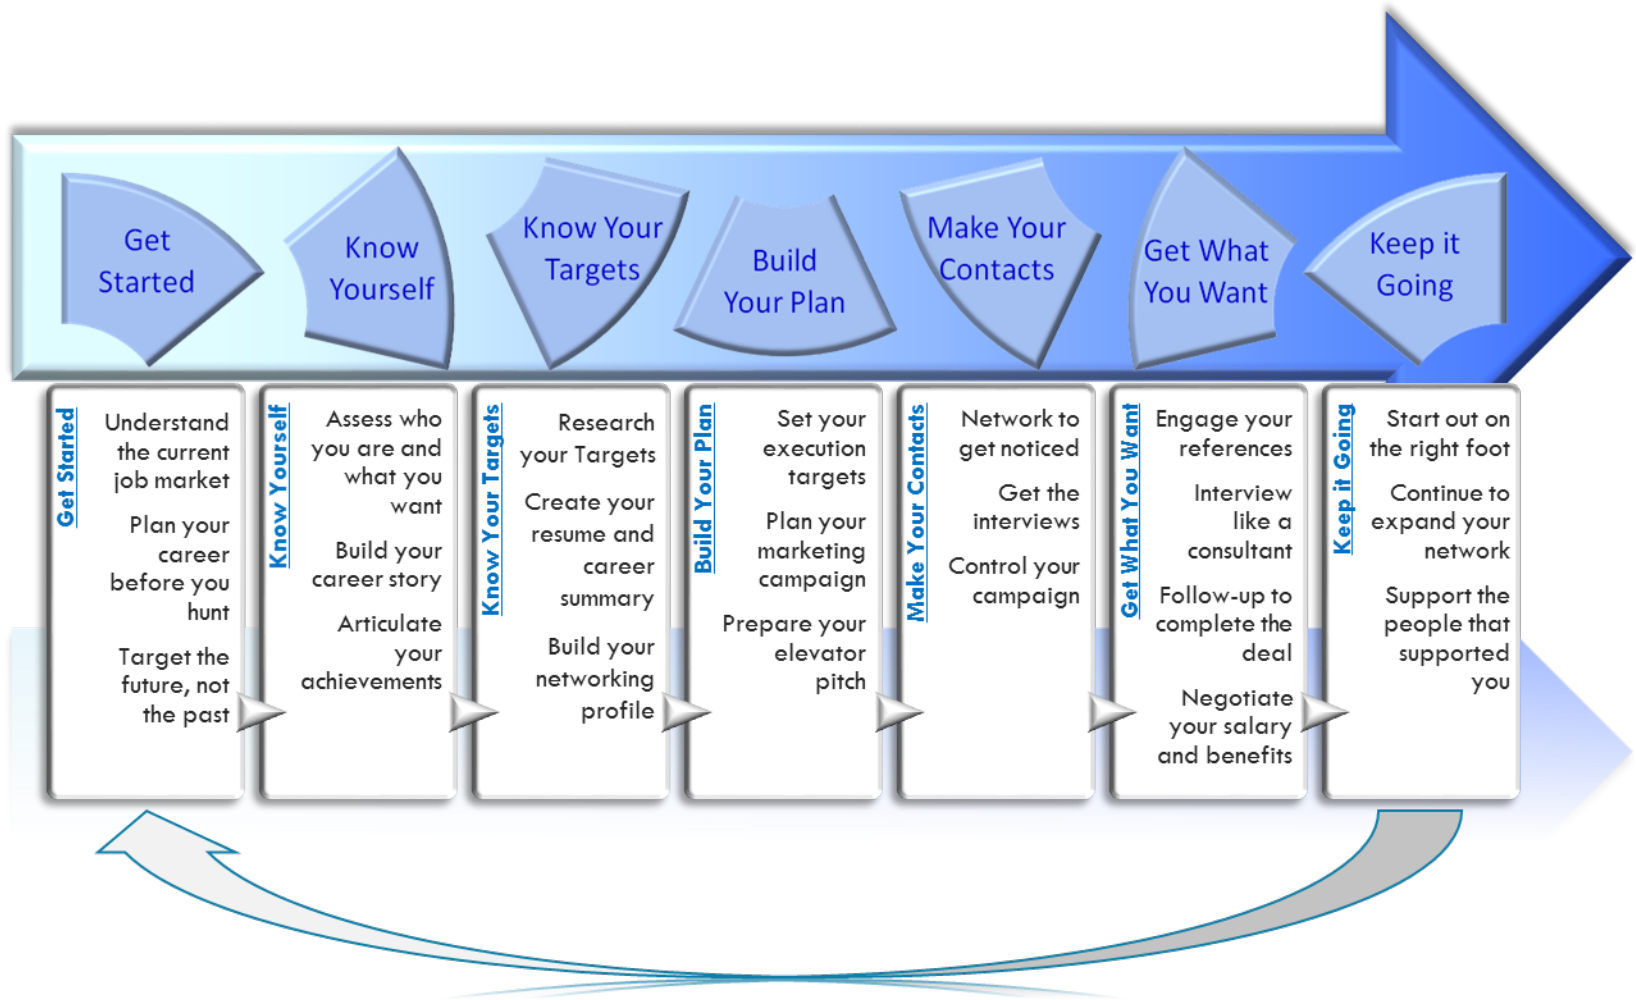 Get
Started
Know
Yourself
Know Your
Targets
Build
Your Plan
Make Your
Contacts
Get What
You Want
Keep it
Going
Get Started
Understand
the current
job market
Plan your
career
before you
hunt
Target the
future, not
the past
Know Yourself
Assess who
you are and
what you
want
Build your
career story
Articulate
your
achievements
Know Your Targets
Research
your Targets
Create your
resume and
career
summary
Build your
networking
profile
Build Your Plan
Set your
execution
targets
Plan your
marketing
campaign
Prepare your
elevator
pitch
Make Your Contacts
Network to
get noticed
Get the
interviews
Control your
campaign
Get What You Want
Engage your
references
Interview
like a
consultant
Follow-up to
complete the
deal
Negotiate
your salary
and benefits
Keep it Going
Start out on
the right foot
Continue to
expand your
network
Support the
people that
supported
you